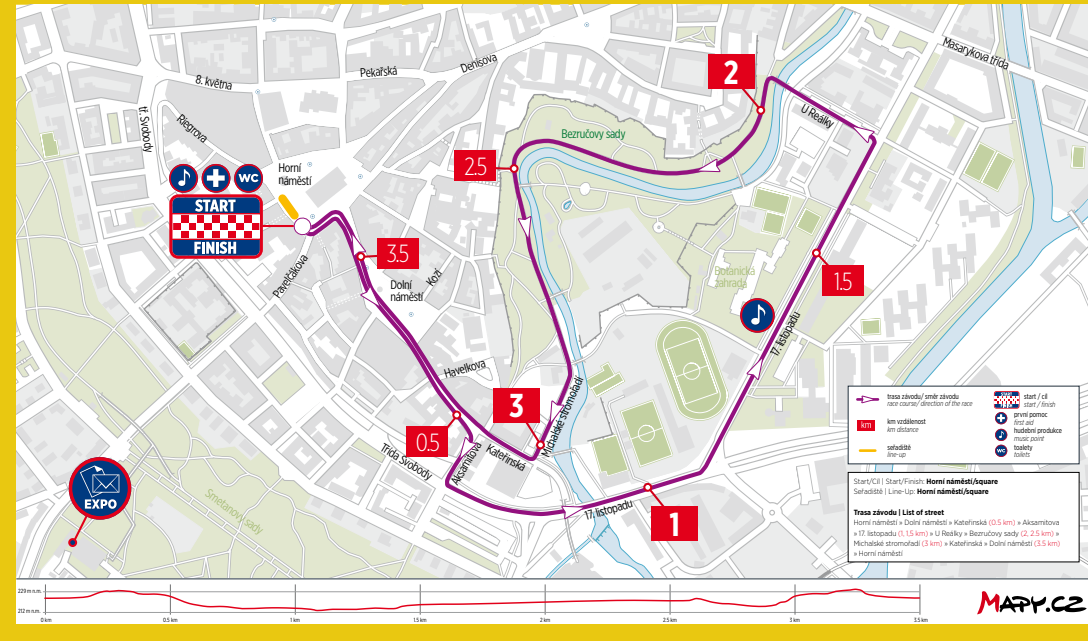 Masarykova třída
Denisova
Pekařská
8. května
tř. Svobody
Riegrova
2
U Reálky
Bezručovy sady
2.5
Horní
náměstí
WC
START
FINISH
3.5
1.5
Pavelčákova
Dolní
náměstí
Kozí
Botanická
zahrada
17. listopadu
Havelkova
3
Michalské stromořadí
0.5
Kateřinská
Aksamitova
Třída Svobody
EXPO
Smetanovy sady
17. listopadu
1
trasa závodu/ směr závodu
race course/ direction of the race
km
km vzdálenost
km distance
seřadiště
line-up
start / cíl
start / finish
první pomoc
first aid
hudební produkce
music point
WC
toalety
toilets
Start/Cíl | Start/Finish: Horní náměstí/square
Seřadiště | Line-Up: Horní náměstí/square
Trasa závodu | List of street
Horní náměstí » Dolní náměstí » Kateřinská (0.5 km) » Aksamitova
» 17. listopadu (1, 1,5 km) » U Reálky » Bezručovy sady (2, 2.5 km) »
Michalské stromořadí (3 km) » Kateřinská » Dolní náměstí (3.5 km)
» Horní náměstí
229 m n.m.
212 m n.m.
0 km
0.5 km
1 km
1.5 km
2 km
2.5 km
3 km
3.5 km
MAPY.CZ